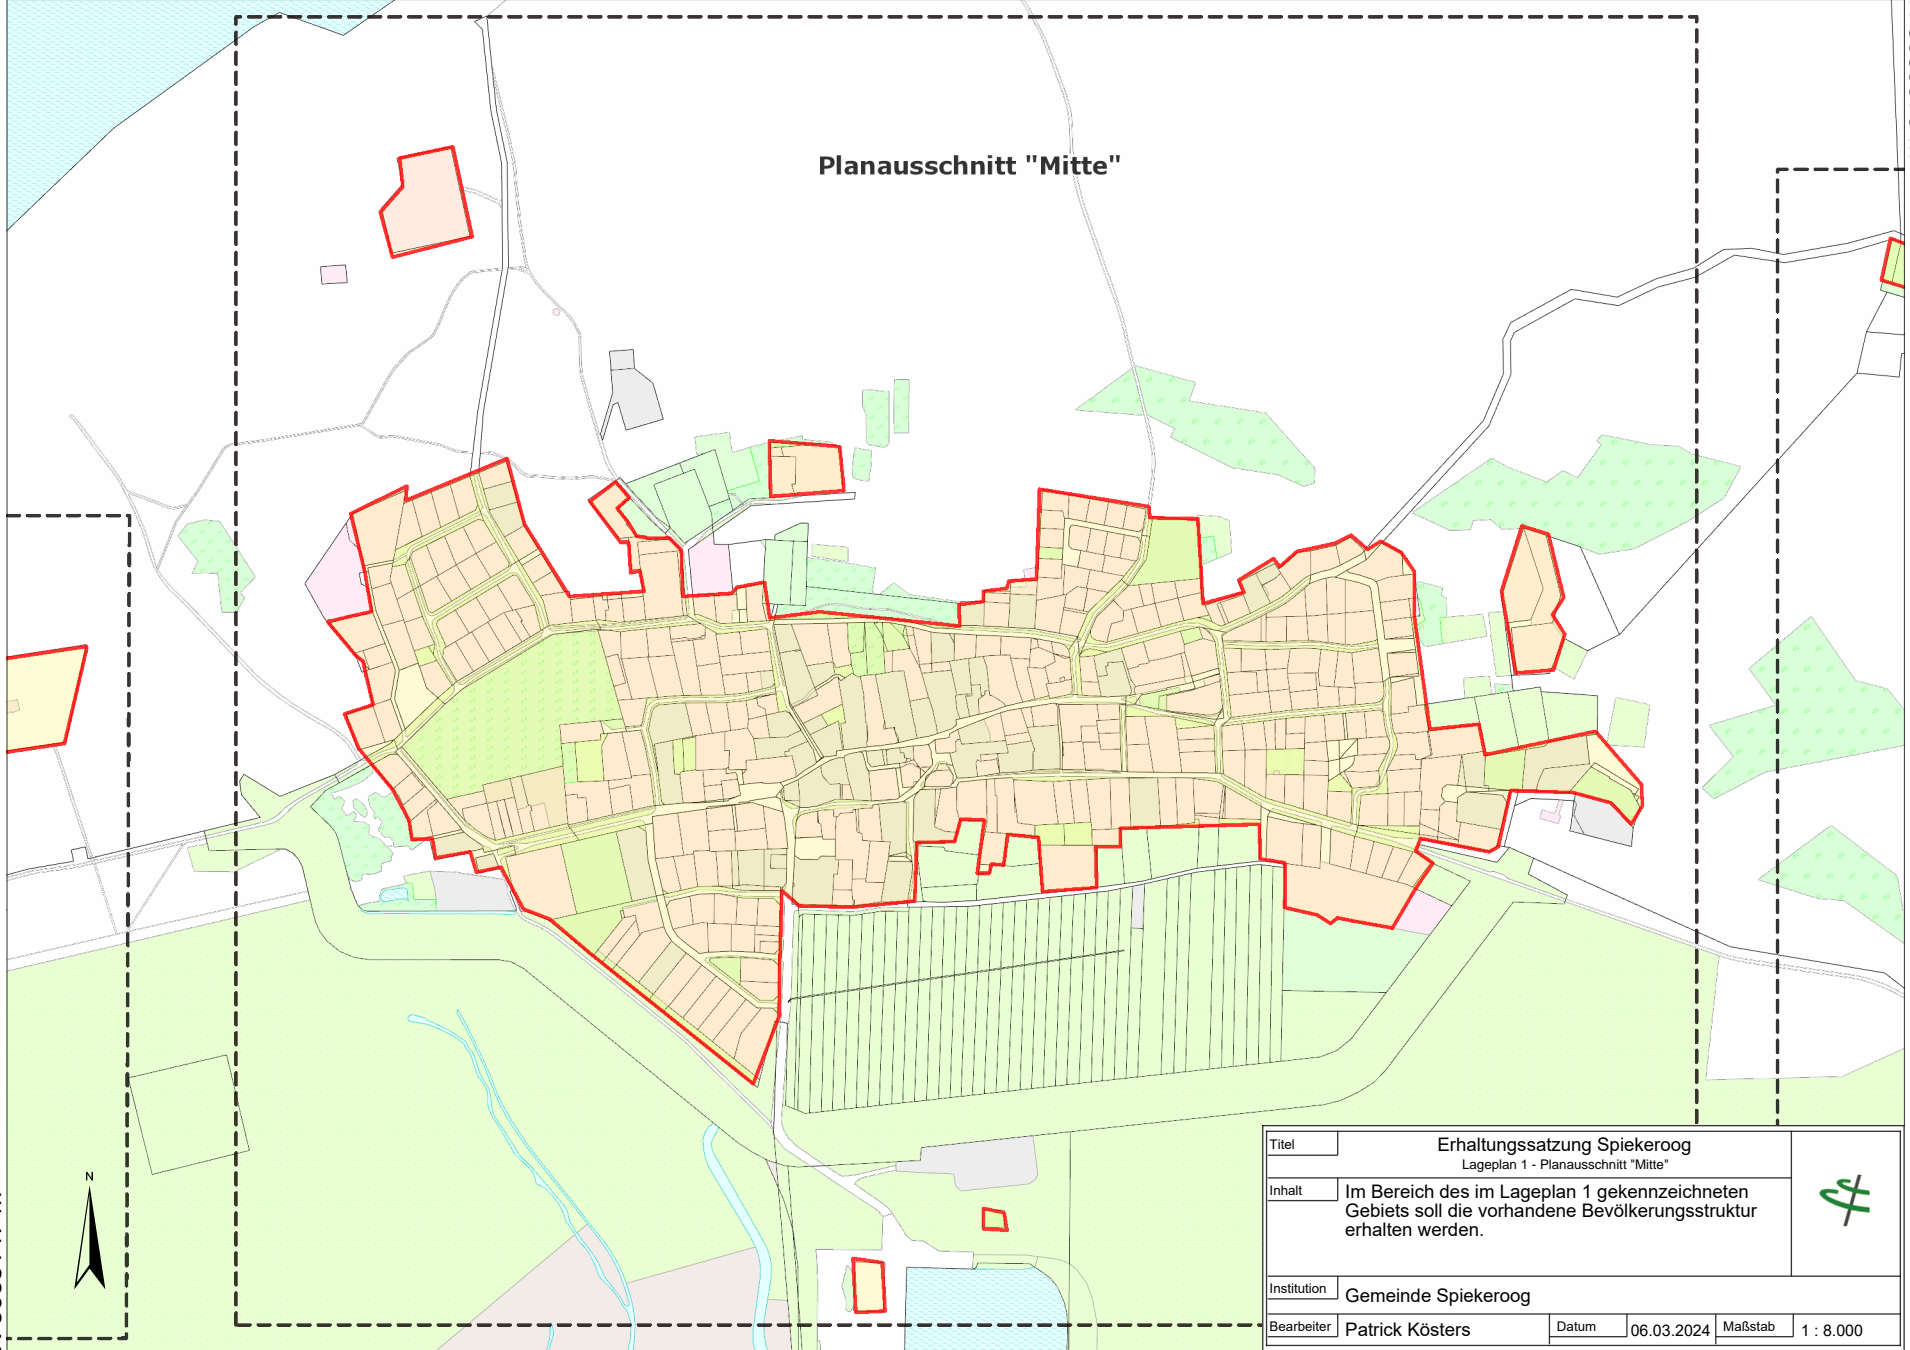 Planausschnitt "Mitte"
N
Titel
Erhaltungssatzung Spiekeroog
Lageplan 1 - Planausschnitt "Mitte"
Inhalt
Im Bereich des im Lageplan 1 gekennzeichneten
Gebiets soll die vorhandene Bevölkerungsstruktur
erhalten werden.
Institution
Gemeinde Spiekeroog
Bearbeiter
Patrick Kösters
Datum
06.03.2024
Maßstab
1 : 8.000